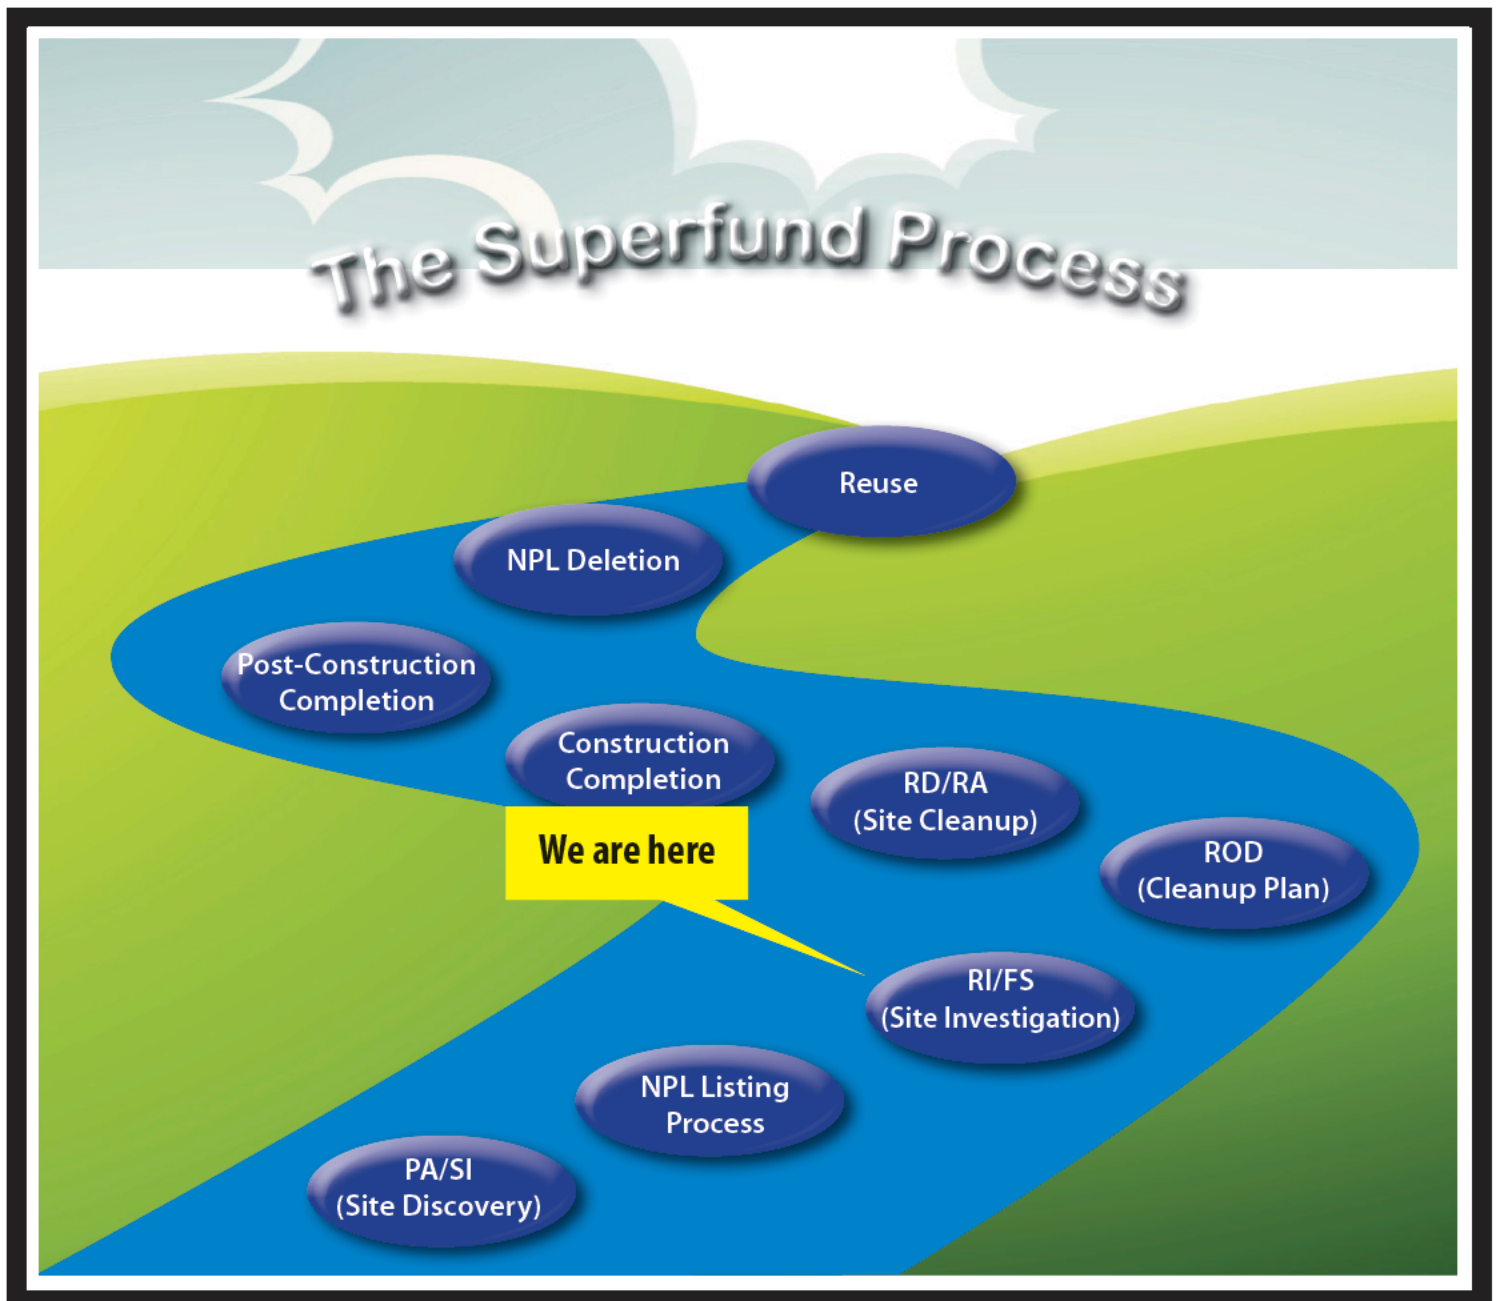 The Superfund Process
Reuse
NPL Deletion
Post-Construction
Completion
Construction
Completion
RD/RA
(Site Cleanup)
ROD
(Cleanup Plan)
We are here
RI/FS
(Site Investigation)
NPL Listing
Process
PA/SI
(Site Discovery)